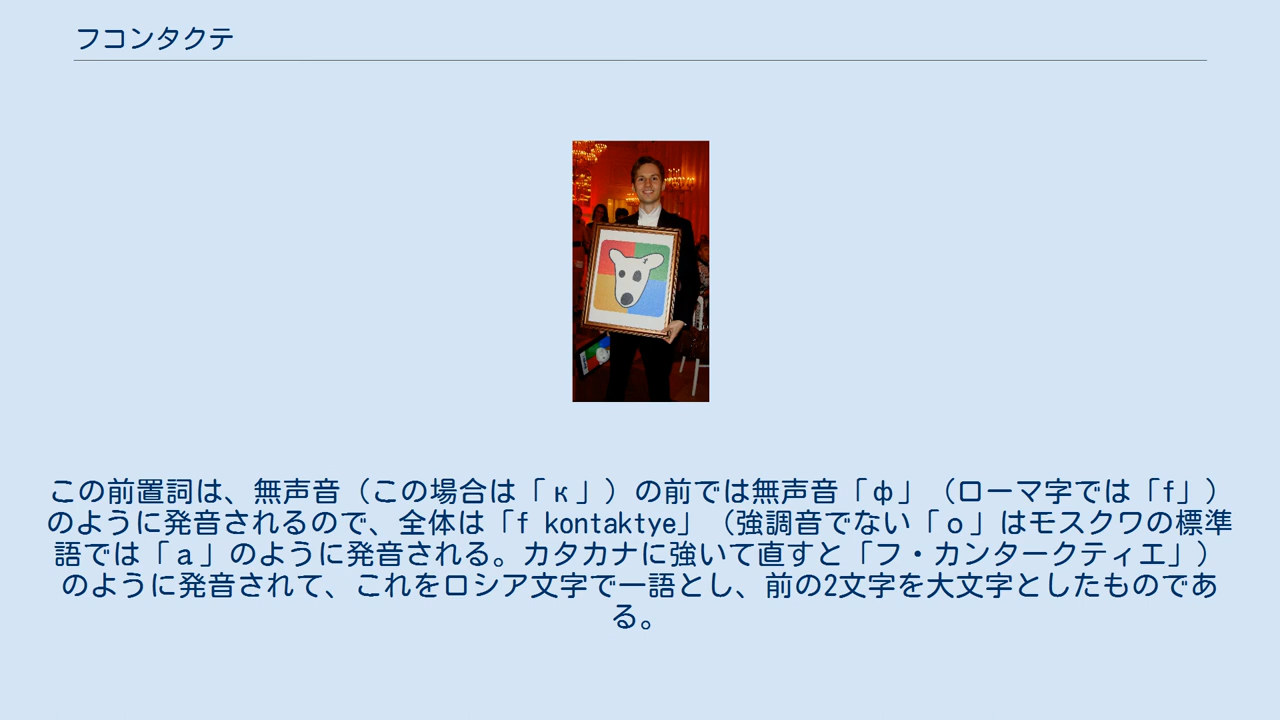 フコンタクテ
この前置詞は、無声音（この場合は「к」）の前では無声音「ф」（ローマ字では「f」）
のように発音されるので、全体は「f kontaktye」（強調音でない「о」はモスクワの標準
語では「а」のように発音される。カタカナに強いて直すと「フ・カンタークティエ」）
のように発音されて、これをロシア文字で一語とし、前の2文字を大文字としたものであ
る。